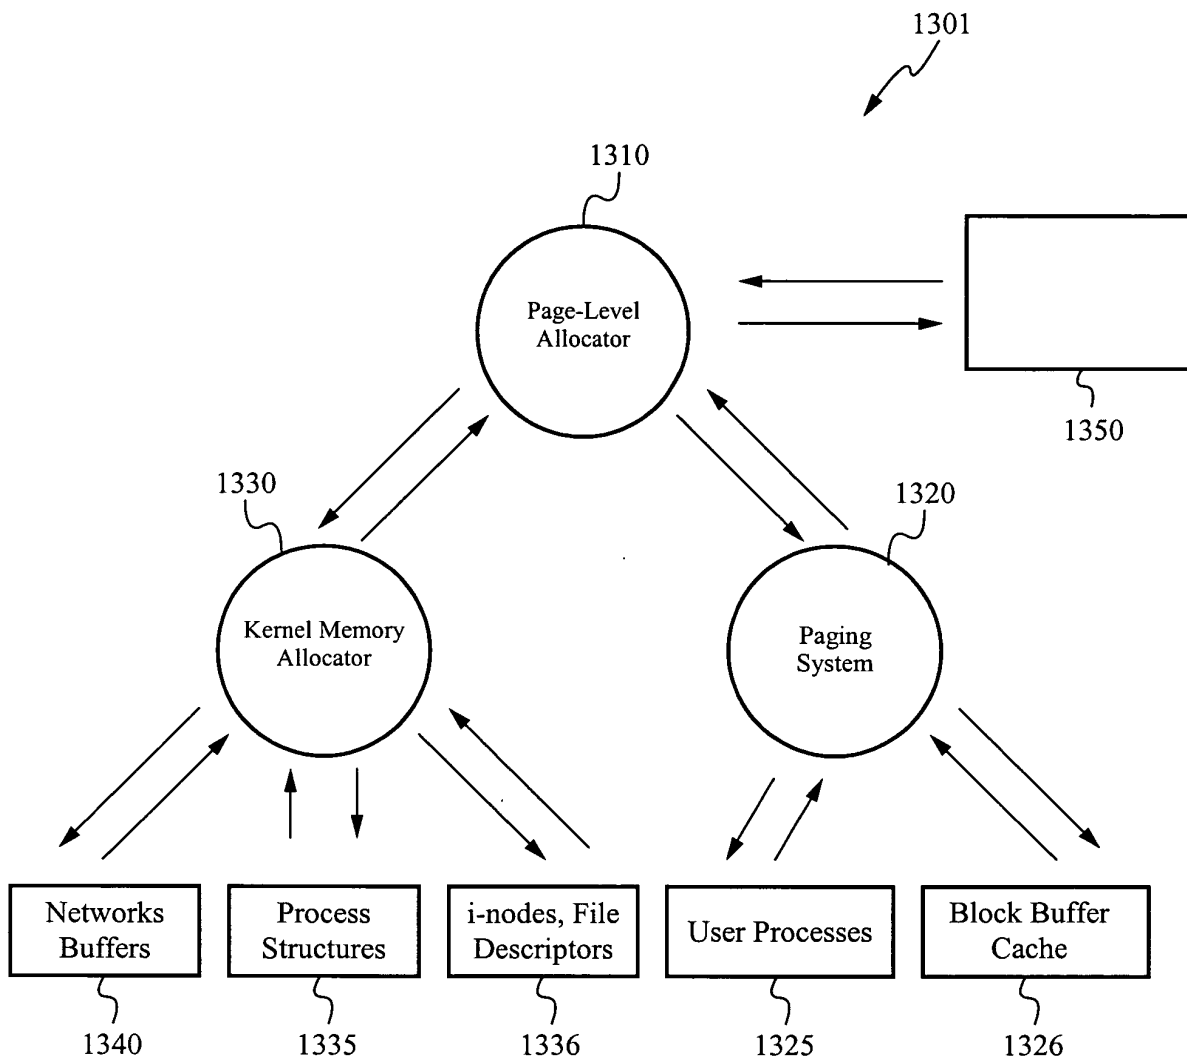 1301
1310
Page-Level
Allocator
1350
1330
1320
Kernel Memory
Allocator
Paging
System
Networks
Buffers
Process
Structures
i-nodes, File
Descriptors
User Processes
Block Buffer
Cache
1340
1335
1336
1325
1326